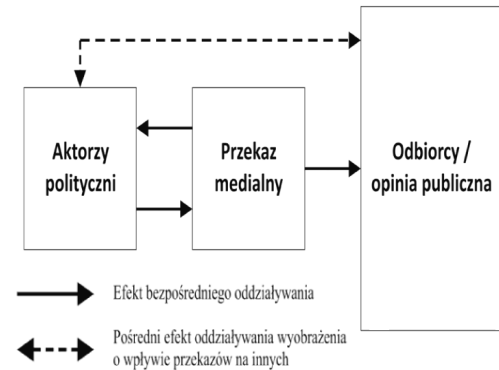 Aktorzy
polityczni
Przekaz
medialny
Odbiorcy /
opinia publiczna
Efekt bezpośredniego oddziaływania
Pośredni efekt oddziaływania wyobrażenia
o wpływie przekazów na innych